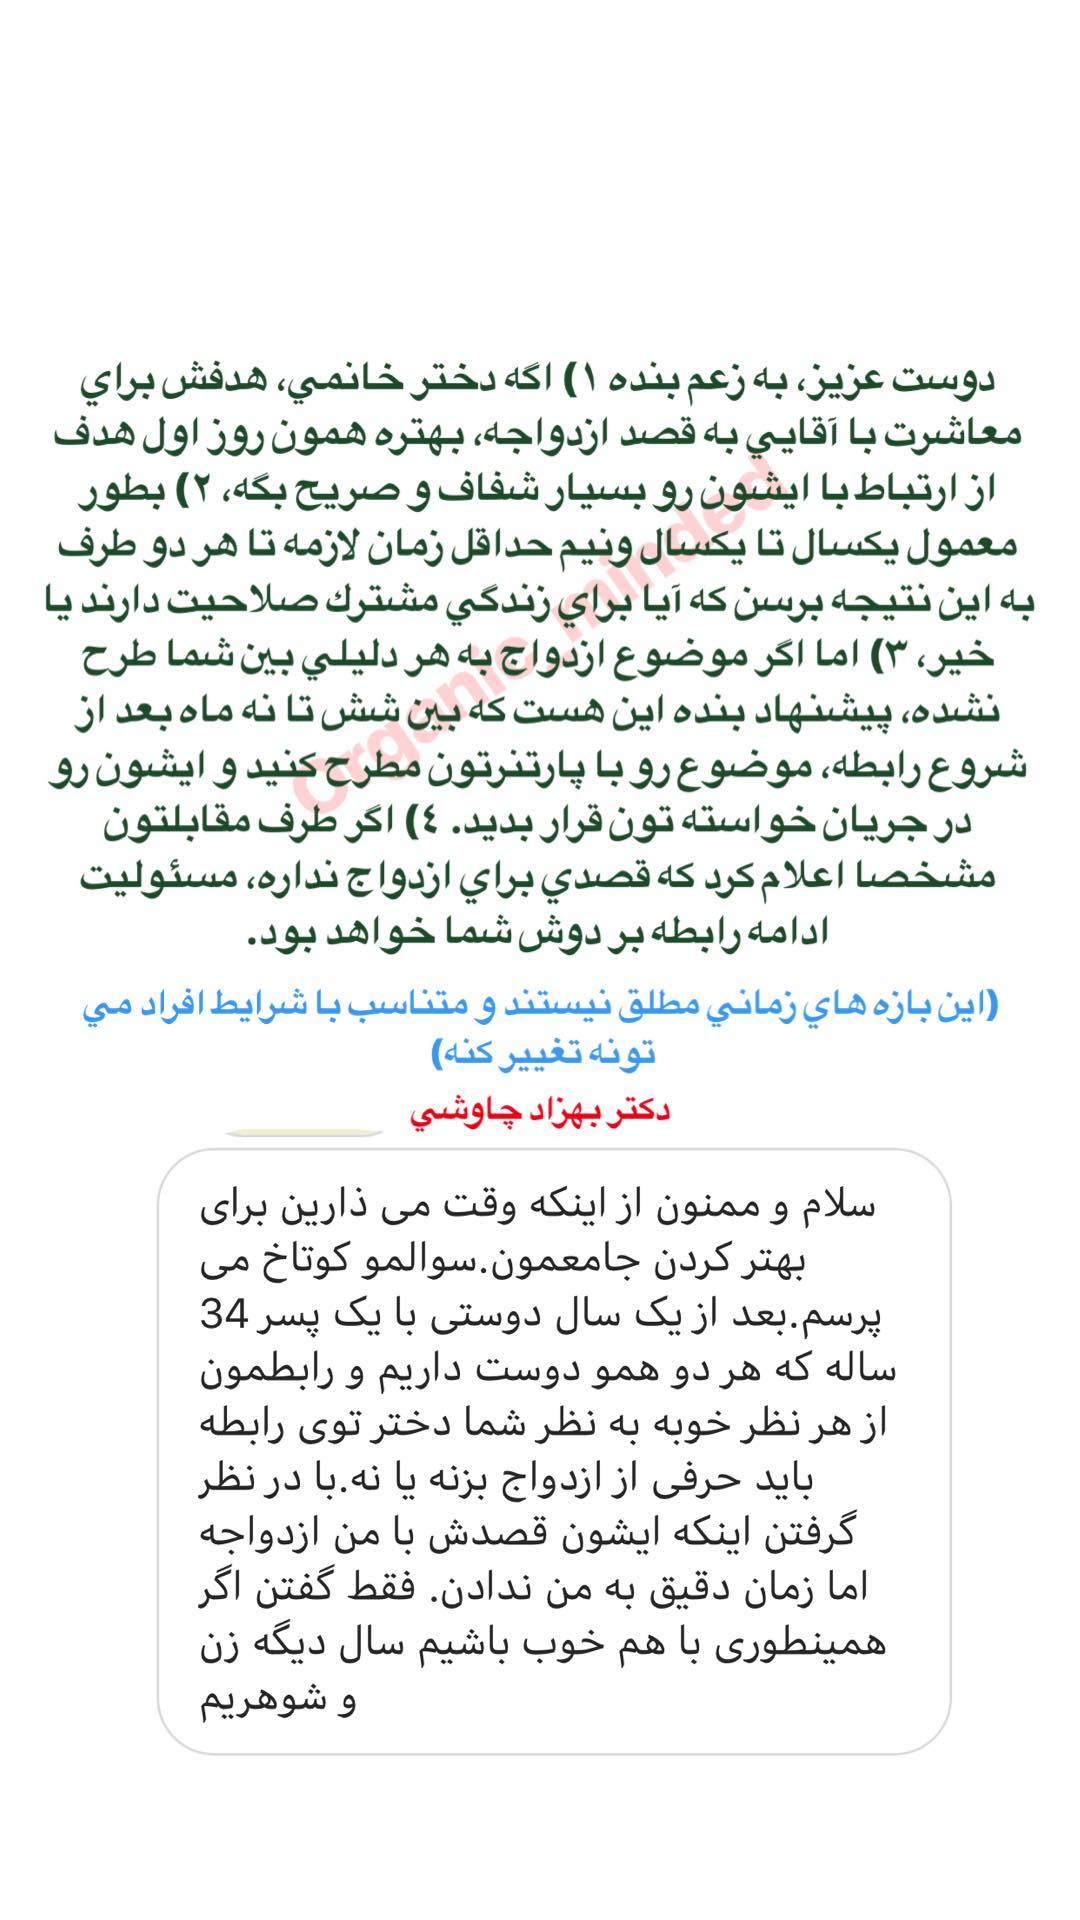 دوست عزيز، به زعم بنده ١) اگه دختر خانمي، هدفش براي
معاشرت با آقايي به قصد ازدواجه، بهتره همون روز اول هدف
از ارتباط با ايشون رو بسيار شفاف و صريح بگه، ٢) بطور
معمول يكسال تا يكسال ونيم حداقل زمان لازمه تا هر دو طرف
به اين نتيجه برسن كه آيا براي زندگي مشترك صلاحيت دارند يا
خير، ٣) اما اگر موضوع ازدواج به هر دليلي بين شما طرح
نشده، پيشنهاد بنده اين هست كه بين شش تا نه ماه بعد از
شروع رابطه، موضوع رو با پارتنرتون مطرح كنيد و ايشون رو
در جريان خواسته تون قرار بديد. ٤) اگر طرف مقابلتون
مشخصا اعلام كرد كه قصدي براي ازدواج نداره، مسئوليت
ادامه رابطه بر دوش شما خواهد بود.
Organic_minded
(اين بازه هاي زماني مطلق نيستند و متناسب با شرايط افراد مي
تونه تغيير كنه)
دكتر بهزاد چاوشي
سلام و ممنون از اینکه وقت می ذارین برای
بهتر کردن جامعمون.سوالمو کوتاخ می
پرسم.بعد از یک سال دوستی با یک پسر 34
ساله که هر دو همو دوست داریم و رابطمون
از هر نظر خوبه به نظر شما دختر توی رابطه
باید حرفی از ازدواج بزنه یا نه.با در نظر
گرفتن اینکه ایشون قصدش با من ازدواجه
اما زمان دقیق به من ندادن. فقط گفتن اگر
همینطوری با هم خوب باشیم سال دیگه زن
و شوهریم